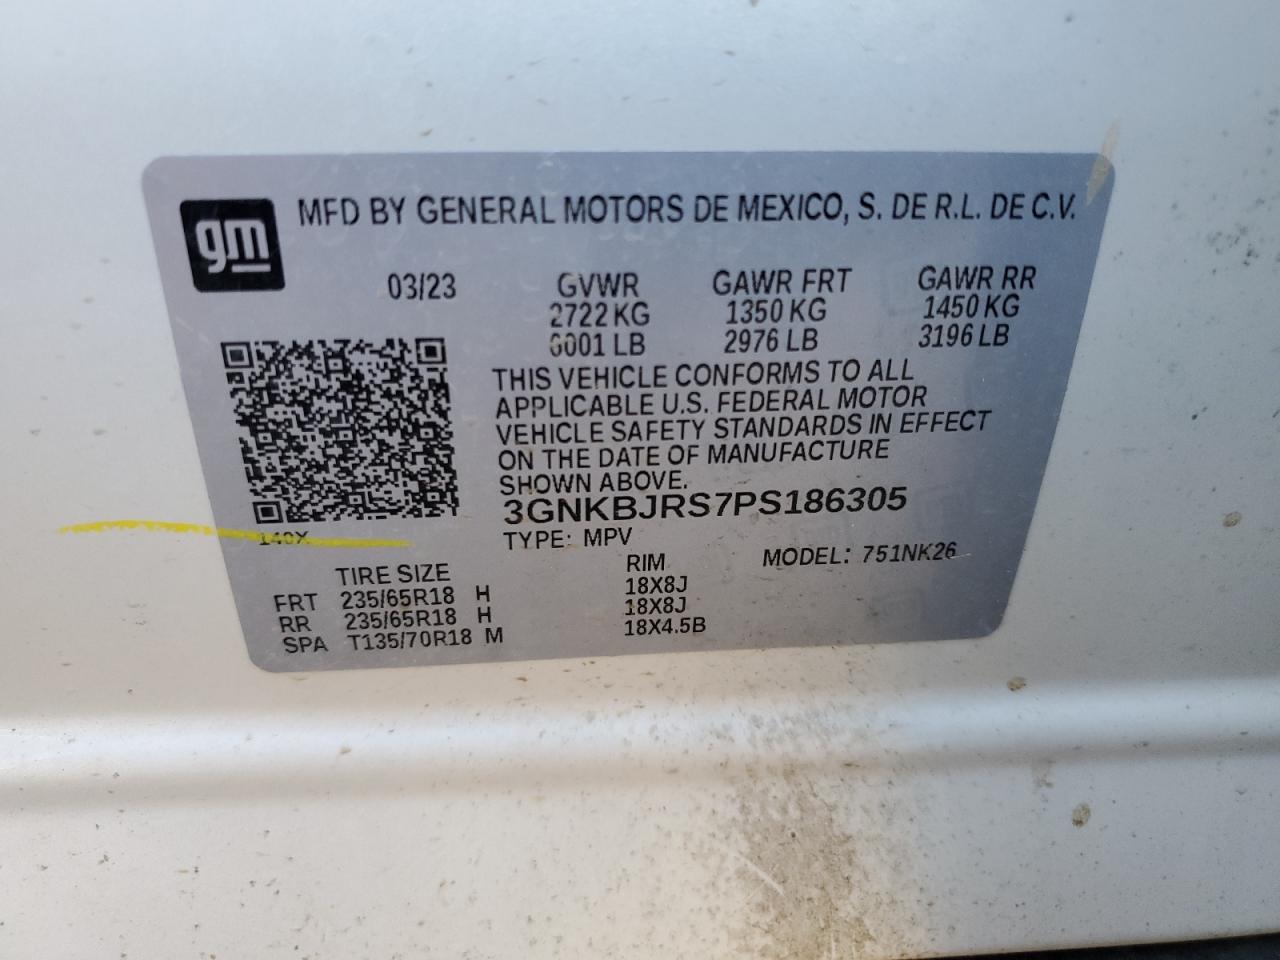 gm
MFD BY GENERAL MOTORS DE MEXICO, S. DE R.L. DE C.V.
03/23 GVWR GAWR FRT GAWR RR
2722 KG 1350 KG 1450 KG
6001 LB 2976 LB 3196 LB
THIS VEHICLE CONFORMS TO ALL
APPLICABLE U.S. FEDERAL MOTOR
VEHICLE SAFETY STANDARDS IN EFFECT
ON THE DATE OF MANUFACTURE
SHOWN ABOVE.
3GNKBJRS7PS186305
140X
TYPE: MPV MODEL: 751NK26
TIRE SIZE RIM
FRT 235/65R18 H 18X8J
RR 235/65R18 H 18X8J
SPA T135/70R18 M 18X4.5B